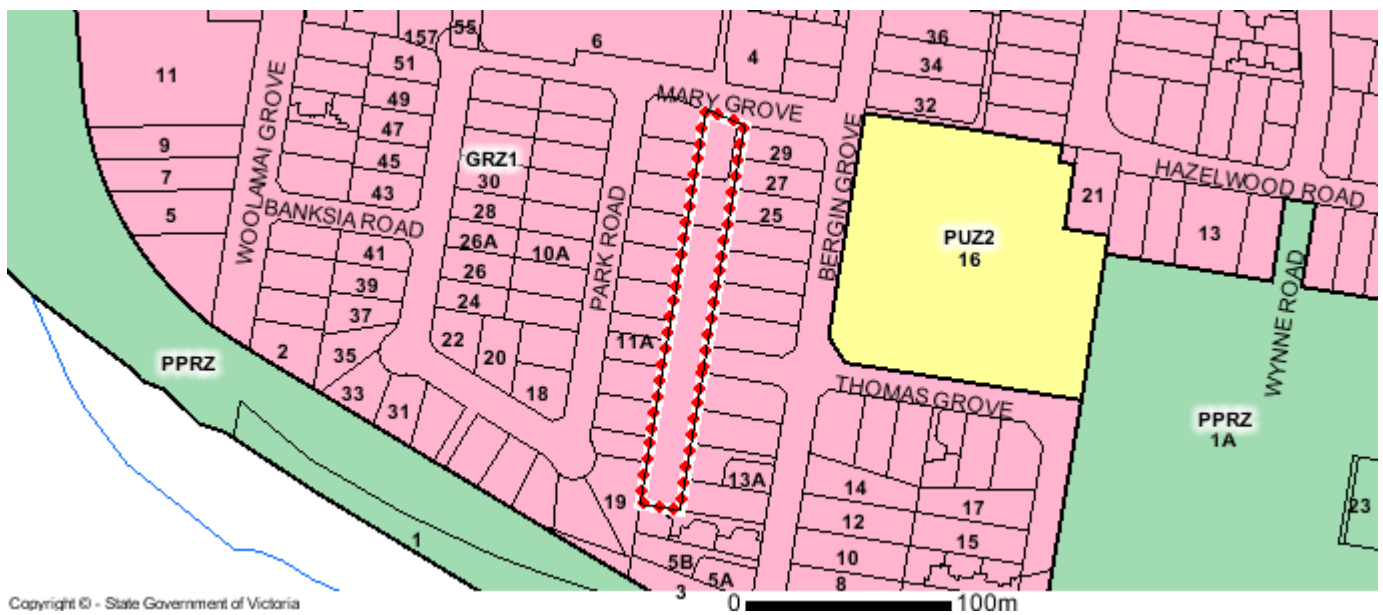 157
55
6
4
36
34
32
11
51
49
47
45
43
9
7
5
WOOLAMAI GROVE
MARY GROVE
GRZ1
30
28
26A
26
24
22
20
18
10A
BANKSIA ROAD
41
39
37
35
33
31
2
PARK ROAD
11A
29
27
25
BERGIN GROVE
PUZ2
16
21
HAZELWOOD ROAD
13
WYNNE ROAD
PPRZ
THOMAS GROVE
PPRZ
1A
19
13A
14
12
10
8
17
15
23
1
5B
5A
3
Copyright © - State Government of Victoria
0 100m